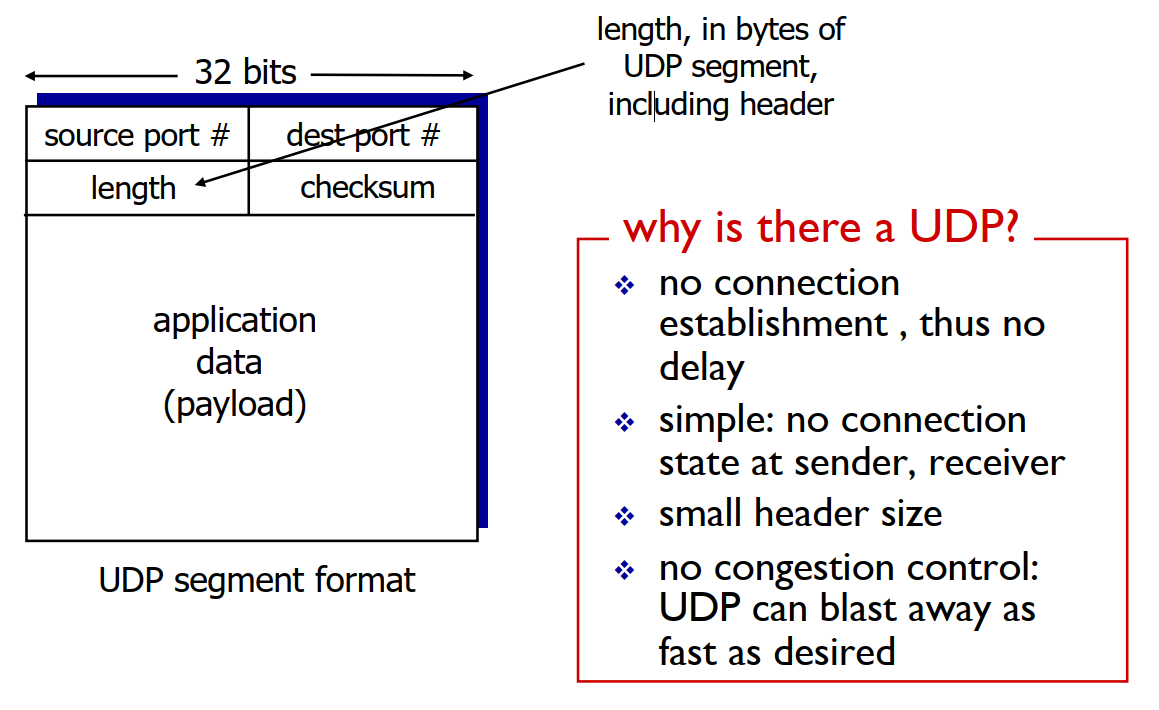 length, in bytes of
UDP segment,
including header
32 bits
source port #
dest port #
length
checksum
application
data
(payload)
UDP segment format
why is there a UDP?
no connection
establishment , thus no
delay
simple: no connection
state at sender, receiver
small header size
no congestion control:
UDP can blast away as
fast as desired